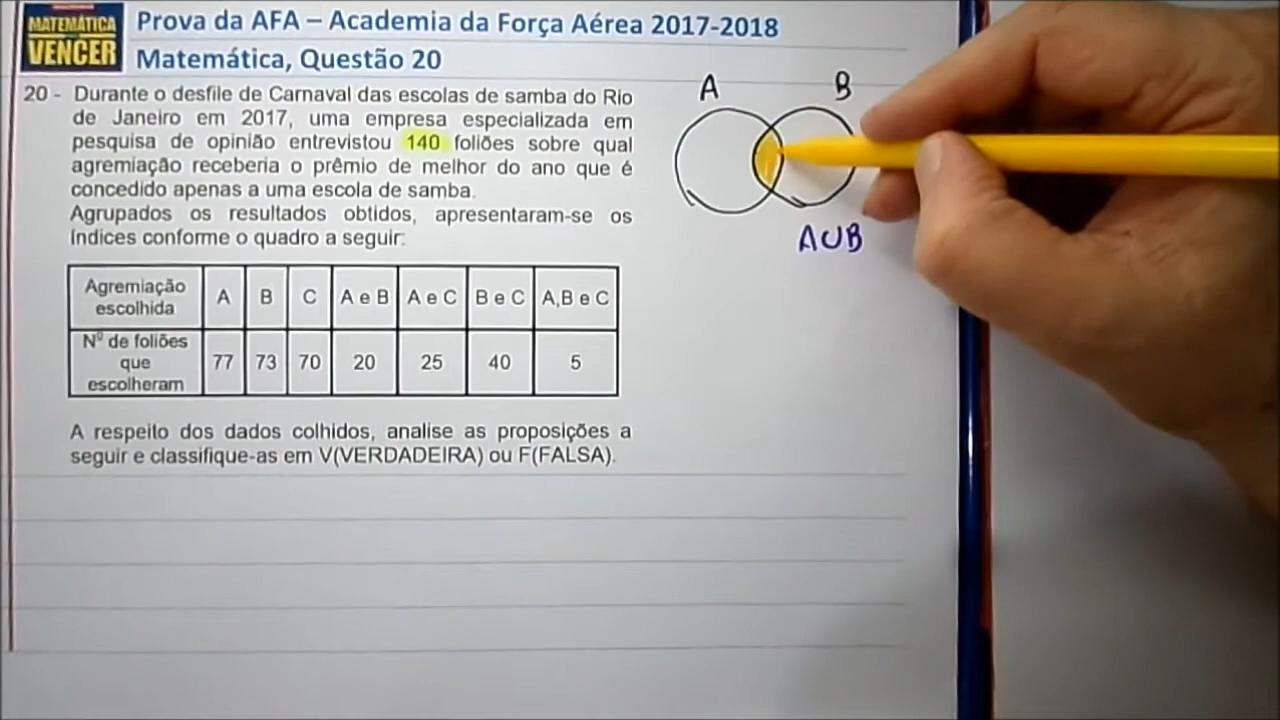 MATEMÁTICA
VENCER
Prova da AFA – Academia da Força Aérea 2017-2018
Matemática, Questão 20
20 - Durante o desfile de Carnaval das escolas de samba do Rio
de Janeiro em 2017, uma empresa especializada em
pesquisa de opinião entrevistou 140 foliões sobre qual
agremiação receberia o prêmio de melhor do ano que é
concedido apenas a uma escola de samba.
Agrupados os resultados obtidos, apresentaram-se os
índices conforme o quadro a seguir:
Agremiação escolhida A B C A e B A e C B e C A,B e C
Nº de foliões que escolheram 77 73 70 20 25 40 5
A respeito dos dados colhidos, analise as proposições a
seguir e classifique-as em V(VERDADEIRA) ou F(FALSA).
A B
A∪B